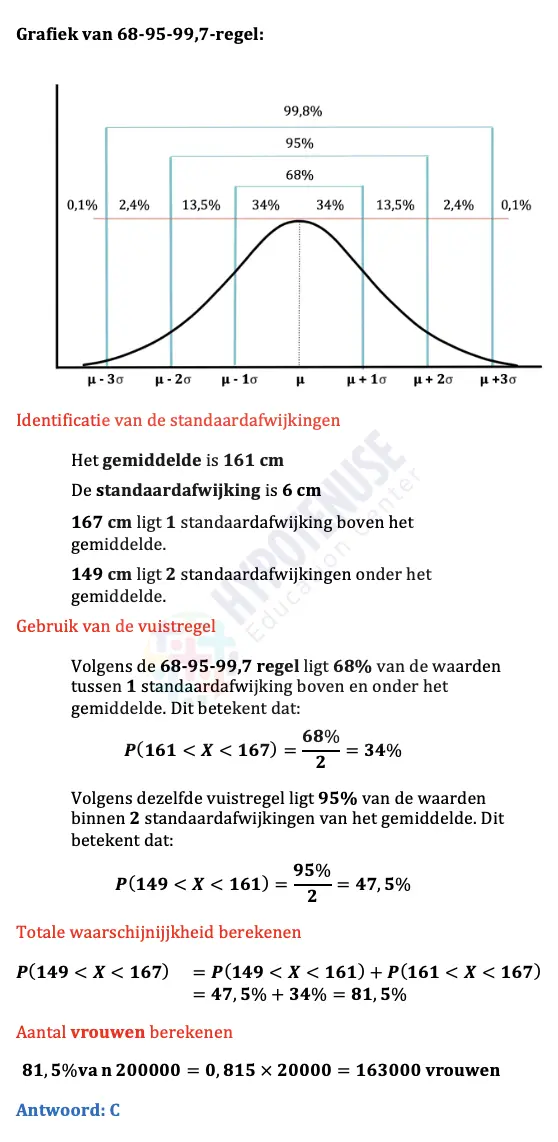 Grafiek van 68-95-99,7-regel:
99,8%
95%
68%
0,1% 2,4% 13,5% 34% 34% 13,5% 2,4% 0,1%
μ - 3σ μ - 2σ μ - 1σ μ μ + 1σ μ + 2σ μ +3σ
Identificatie van de standaardafwijkingen
Het gemiddelde is 161 cm
De standaardafwijking is 6 cm
167 cm ligt 1 standaardafwijking boven het
gemiddelde.
149 cm ligt 2 standaardafwijkingen onder het
gemiddelde.
HYPOTENUSE
Education Center
Gebruik van de vuistregel
Volgens de 68-95-99,7 regel ligt 68% van de waarden
tussen 1 standaardafwijking boven en onder het
gemiddelde. Dit betekent dat:
P(161 < X < 167) = 68%/2 = 34%
Volgens dezelfde vuistregel ligt 95% van de waarden
binnen 2 standaardafwijkingen van het gemiddelde. Dit
betekent dat:
P(149 < X < 161) = 95%/2 = 47,5%
Totale waarschijnijjkheid berekenen
P(149 < X < 167) = P(149 < X < 161) + P(161 < X < 167)
= 47,5% + 34% = 81,5%
Aantal vrouwen berekenen
81,5%va n 200000 = 0,815 × 20000 = 163000 vrouwen
Antwoord: C